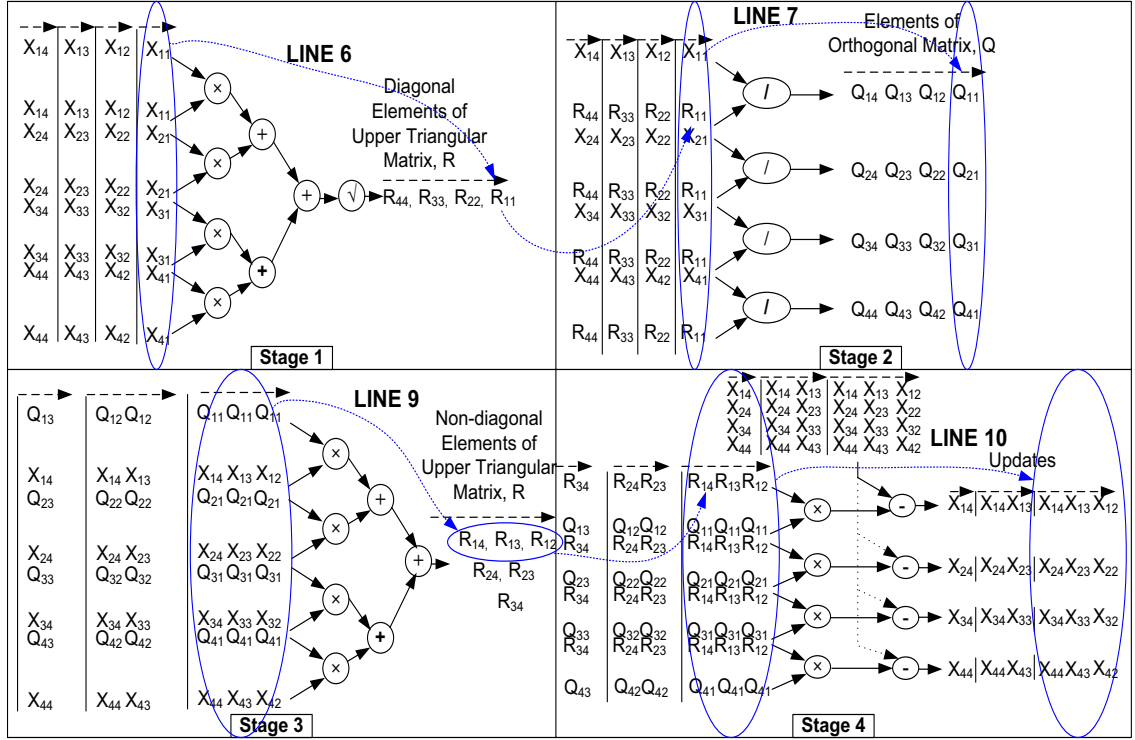 X₁₄ X₁₃ X₁₂ X₁₁
LINE 6
×
X₁₄ X₁₃ X₁₂ X₁₁
X₂₄ X₂₃ X₂₂ X₂₁
+
×
X₂₄ X₂₃ X₂₂ X₂₁
X₃₄ X₃₃ X₃₂ X₃₁
+
√
×
X₃₄ X₃₃ X₃₂ X₃₁
X₄₄ X₄₃ X₄₂ X₄₁
+
×
X₄₄ X₄₃ X₄₂ X₄₁
Diagonal
Elements of
Upper Triangular
Matrix, R
R₄₄, R₃₃, R₂₂, R₁₁
Stage 1
LINE 7
X₁₄ X₁₃ X₁₂ X₁₁
/
R₄₄ R₃₃ R₂₂ R₁₁
X₂₄ X₂₃ X₂₂ X₂₁
/
R₄₄ R₃₃ R₂₂ R₁₁
X₃₄ X₃₃ X₃₂ X₃₁
/
R₄₄ R₃₃ R₂₂ R₁₁
X₄₄ X₄₃ X₄₂ X₄₁
/
R₄₄ R₃₃ R₂₂ R₁₁
Elements of
Orthogonal Matrix, Q
Q₁₄ Q₁₃ Q₁₂ Q₁₁
Q₂₄ Q₂₃ Q₂₂ Q₂₁
Q₃₄ Q₃₃ Q₃₂ Q₃₁
Q₄₄ Q₄₃ Q₄₂ Q₄₁
Stage 2
Q₁₃ Q₁₂ Q₁₂ Q₁₁ Q₁₁ Q₁₁
LINE 9
×
X₁₄ X₁₄ X₁₃ X₁₄ X₁₃ X₁₂
Q₂₃ Q₂₂ Q₂₂ Q₂₁ Q₂₁ Q₂₁
+
×
X₂₄ X₂₄ X₂₃ X₂₄ X₂₃ X₂₂
Q₃₃ Q₃₂ Q₃₂ Q₃₁ Q₃₁ Q₃₁
+
×
X₃₄ X₃₄ X₃₃ X₃₄ X₃₃ X₃₂
Q₄₃ Q₄₂ Q₄₂ Q₄₁ Q₄₁ Q₄₁
+
×
X₄₄ X₄₄ X₄₃ X₄₄ X₄₃ X₄₂
Non-diagonal
Elements of
Upper Triangular
Matrix, R
R₁₄, R₁₃, R₁₂
R₂₄, R₂₃
R₃₄
Stage 3
X₁₄ X₁₄ X₁₃ X₁₄ X₁₃ X₁₂
X₂₄ X₂₄ X₂₃ X₂₄ X₂₃ X₂₂
X₃₄ X₃₄ X₃₃ X₃₄ X₃₃ X₃₂
X₄₄ X₄₄ X₄₃ X₄₄ X₄₃ X₄₂
LINE 10
Updates
R₃₄ R₂₄ R₂₃ R₁₄ R₁₃ R₁₂
× - X₁₄ X₁₄ X₁₃ X₁₄ X₁₃ X₁₂
Q₁₃ Q₁₂ Q₁₂ Q₁₁ Q₁₁ Q₁₁
R₃₄ R₂₄ R₂₃ R₁₄ R₁₃ R₁₂
× - X₂₄ X₂₄ X₂₃ X₂₄ X₂₃ X₂₂
Q₂₃ Q₂₂ Q₂₂ Q₂₁ Q₂₁ Q₂₁
R₃₄ R₂₄ R₂₃ R₁₄ R₁₃ R₁₂
× - X₃₄ X₃₄ X₃₃ X₃₄ X₃₃ X₃₂
Q₃₃ Q₃₂ Q₃₂ Q₃₁ Q₃₁ Q₃₁
R₃₄ R₂₄ R₂₃ R₁₄ R₁₃ R₁₂
× - X₄₄ X₄₄ X₄₃ X₄₄ X₄₃ X₄₂
Q₄₃ Q₄₂ Q₄₂ Q₄₁ Q₄₁ Q₄₁
Stage 4